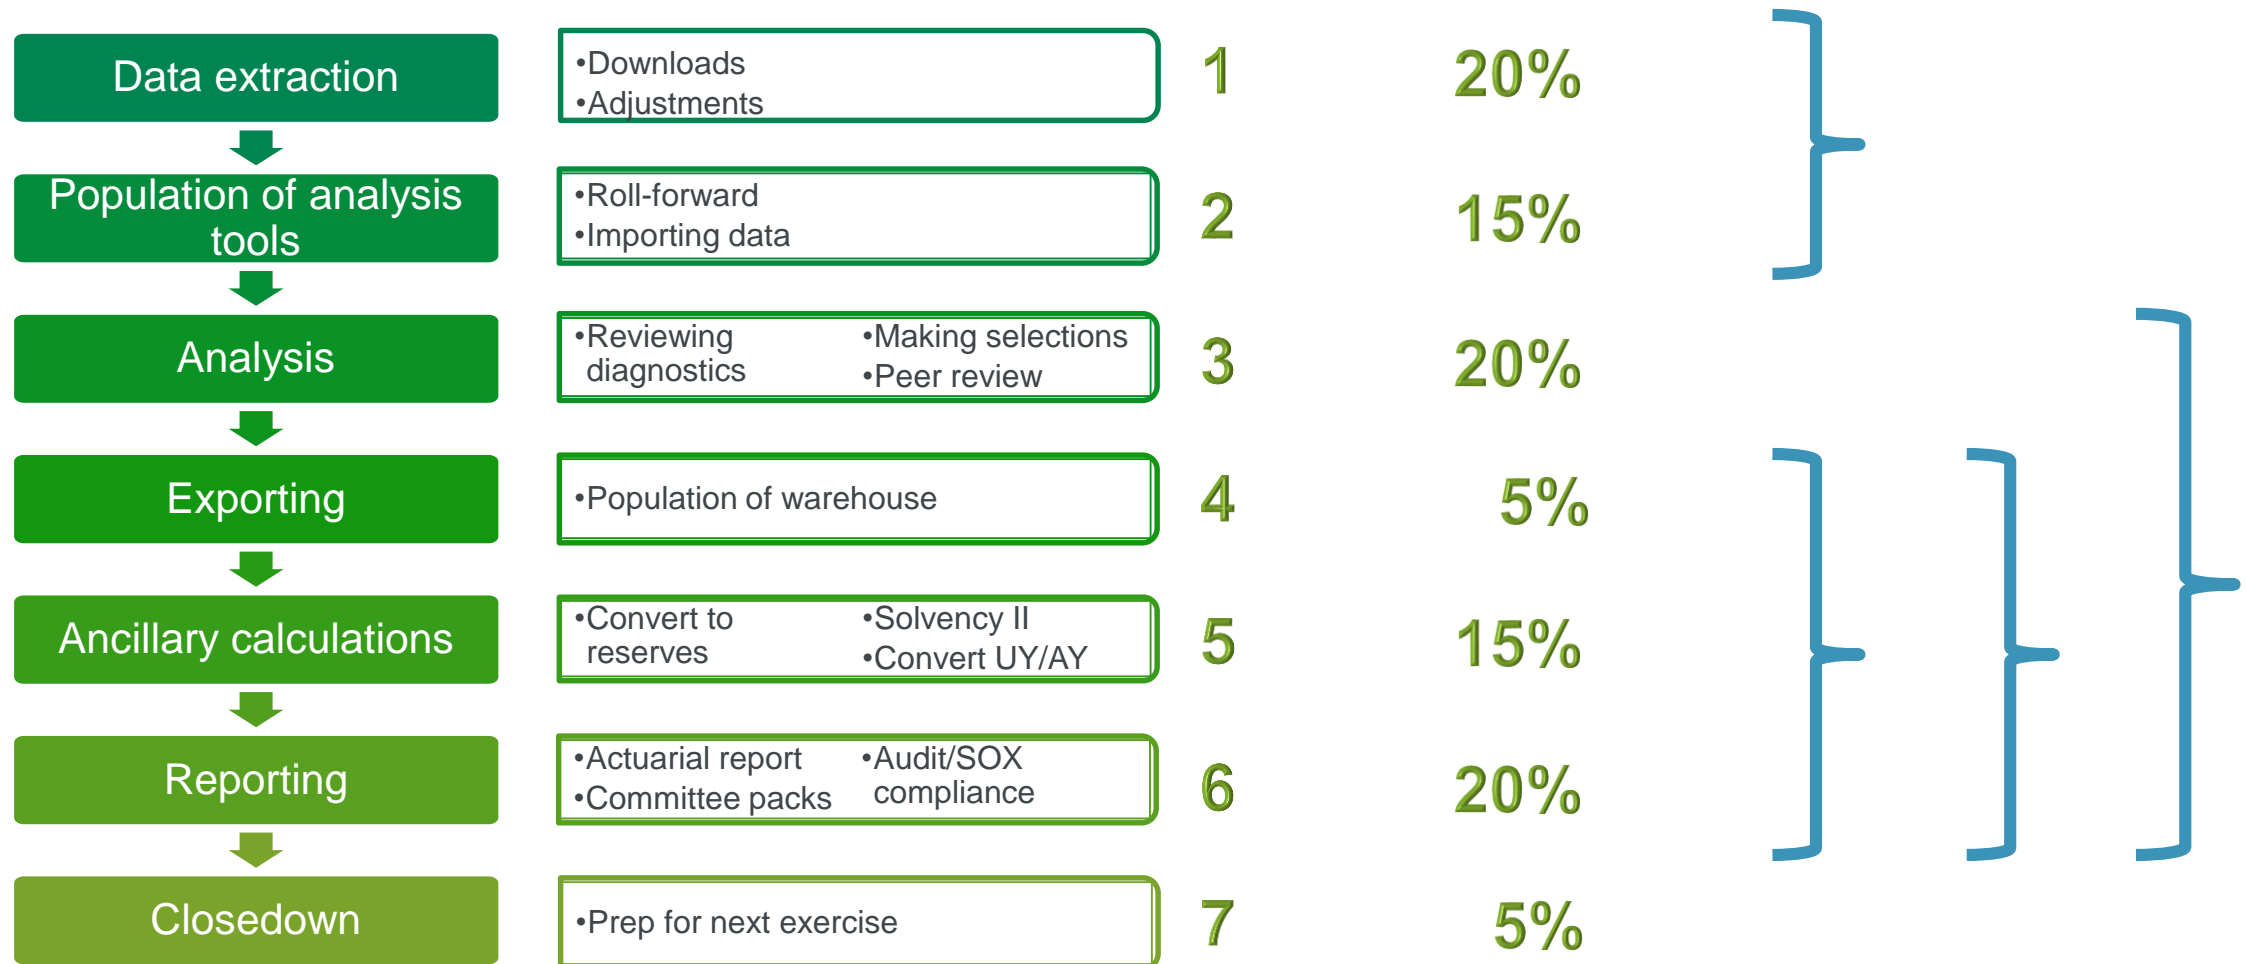 Data extraction
•Downloads
•Adjustments
1
20%
Population of analysis
tools
•Roll-forward
•Importing data
2
15%
Analysis
•Reviewing
diagnostics
•Making selections
•Peer review
3
20%
Exporting
•Population of warehouse
4
5%
Ancillary calculations
•Convert to
reserves
•Solvency II
•Convert UY/AY
5
15%
Reporting
•Actuarial report
•Committee packs
•Audit/SOX
compliance
6
20%
Closedown
•Prep for next exercise
7
5%